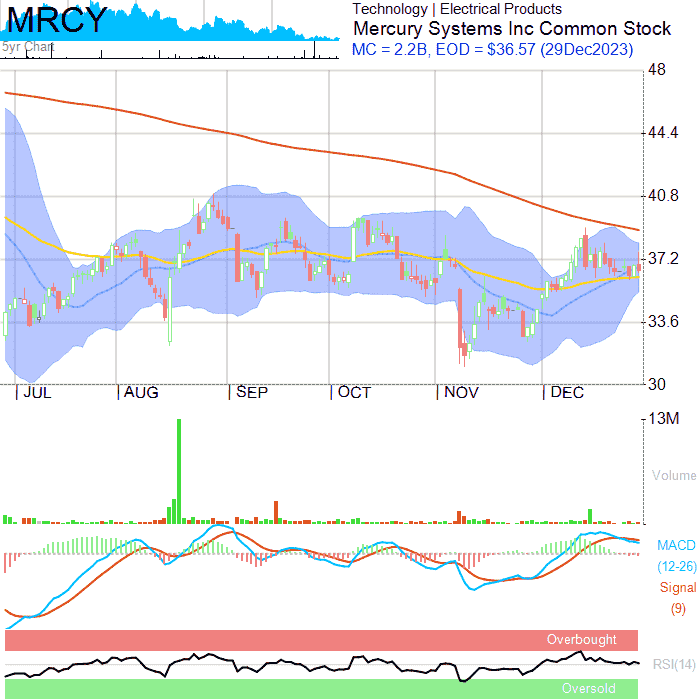 MRCY
5yr Chart
Technology | Electrical Products
Mercury Systems Inc Common Stock
MC = 2.2B, EOD = $36.57 (29Dec2023)
48
44.4
40.8
37.2
33.6
30
JUL AUG SEP OCT NOV DEC
13M
Volume
MACD
(12-26)
Signal
(9)
Overbought
RSI(14)
Oversold